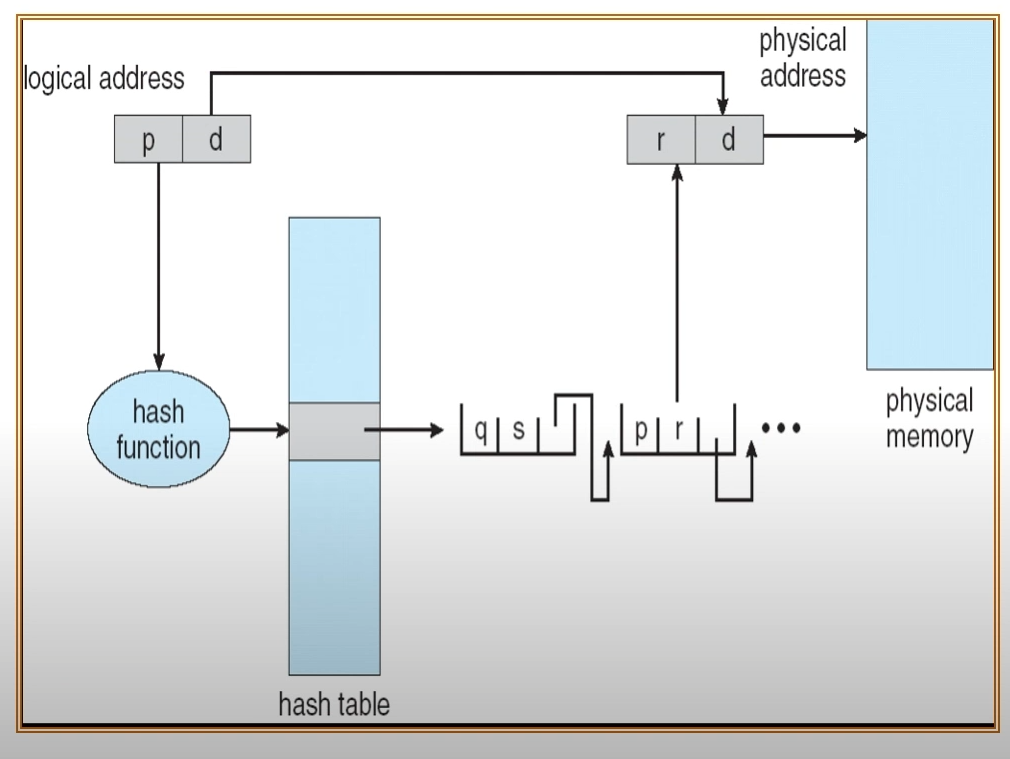 physical
address
logical address
p d
r d
hash
function
q s
p r
•••
physical
memory
hash table